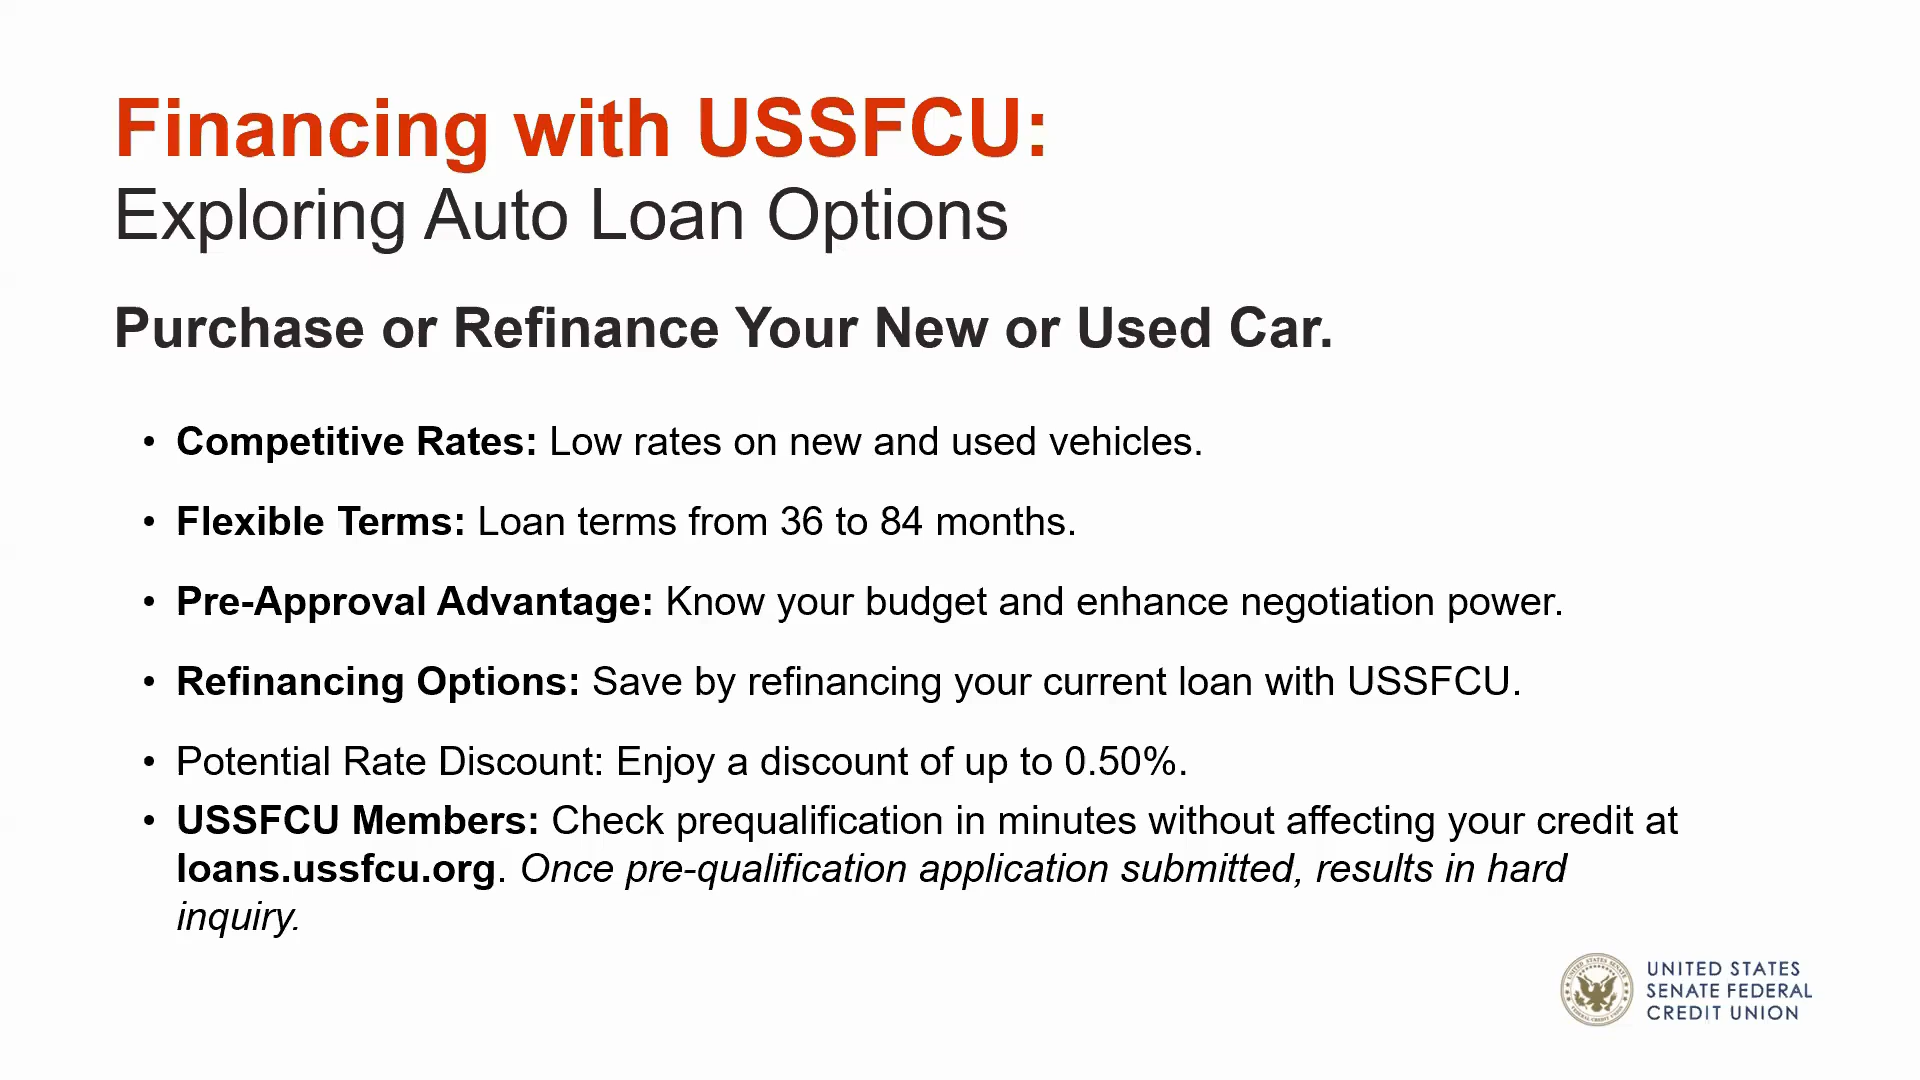 Financing with USSFCU:
Exploring Auto Loan Options
Purchase or Refinance Your New or Used Car.
• Competitive Rates: Low rates on new and used vehicles.
• Flexible Terms: Loan terms from 36 to 84 months.
• Pre-Approval Advantage: Know your budget and enhance negotiation power.
• Refinancing Options: Save by refinancing your current loan with USSFCU.
• Potential Rate Discount: Enjoy a discount of up to 0.50%.
• USSFCU Members: Check prequalification in minutes without affecting your credit at
loans.ussfcu.org. Once pre-qualification application submitted, results in hard
inquiry.
UNITED STATES
SENATE FEDERAL
CREDIT UNION